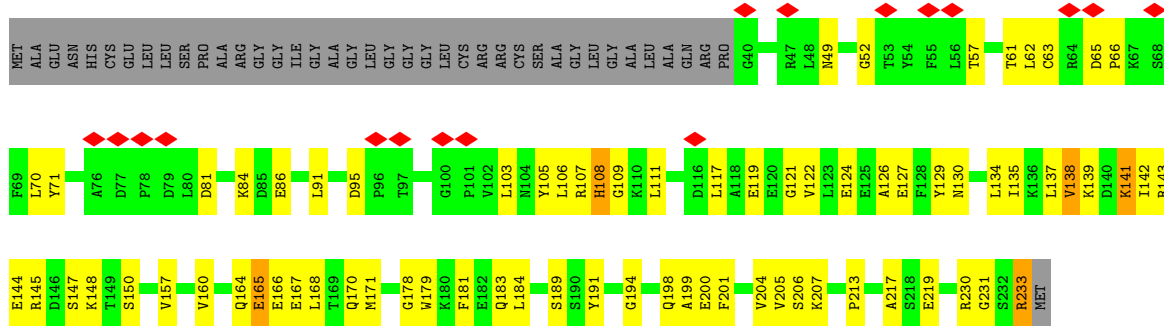 MET ALA GLU ASN HIS CYS GLU LEU LEU SER PRO ALA ARG GLY GLY ILE GLY ALA GLY LEU GLY GLY GLY LEU CYS ARG ARG CYS SER ALA GLY LEU GLY ALA LEU ALA GLN ARG PRO G40 R47 L48 N49 G52 T53 Y54 F55 L56 T57 T61 L62 C63 R64 D65 P66 K67 S68
F69 L70 Y71 A76 D77 P78 D79 L80 D81 K84 D85 E86 L91 D95 P96 T97 G100 P101 V102 L103 N104 Y105 L106 R107 H108 G109 K110 L111 D116 L117 A118 E119 E120 G121 V122 L123 E124 E125 A126 E127 F128 Y129 N130 L134 I135 K136 L137 V138 K139 D140 K141 I142 R143
E144 R145 D146 S147 K148 T149 S150 V157 V160 Q164 E165 E166 E167 L168 T169 Q170 M171 G178 W179 K180 F181 E182 Q183 L184 S189 S190 Y191 G194 Q198 A199 E200 F201 V204 V205 S206 K207 P213 A217 S218 E219 R230 G231 S232 R233 MET